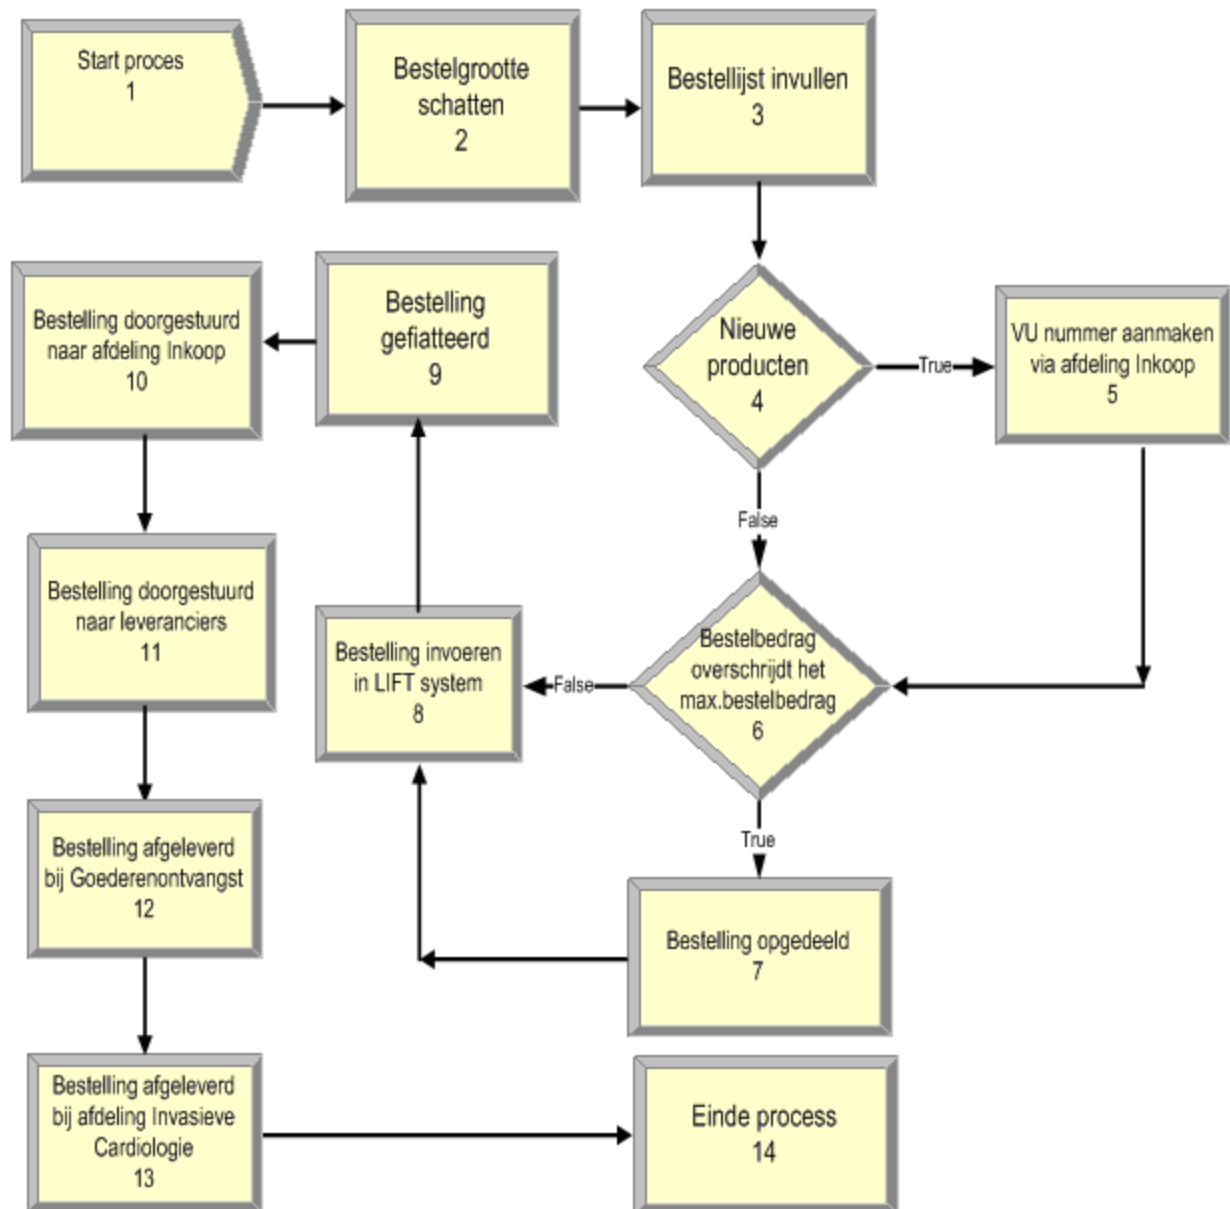 Start proces
1
Bestelgrootte
schatten
2
Bestellijst invullen
3
Nieuwe
producten
4
True
VU nummer aanmaken
via afdeling Inkoop
5
False
Bestelbedrag
overschrijdt het
max.bestelbedrag
6
True
Bestelling opgedeeld
7
False
Bestelling invoeren
in LIFT system
8
Bestelling
gefiatteerd
9
Bestelling doorgestuurd
naar afdeling Inkoop
10
Bestelling doorgestuurd
naar leveranciers
11
Bestelling afgeleverd
bij Goederenontvangst
12
Bestelling afgeleverd
bij afdeling Invasieve
Cardiologie
13
Einde process
14